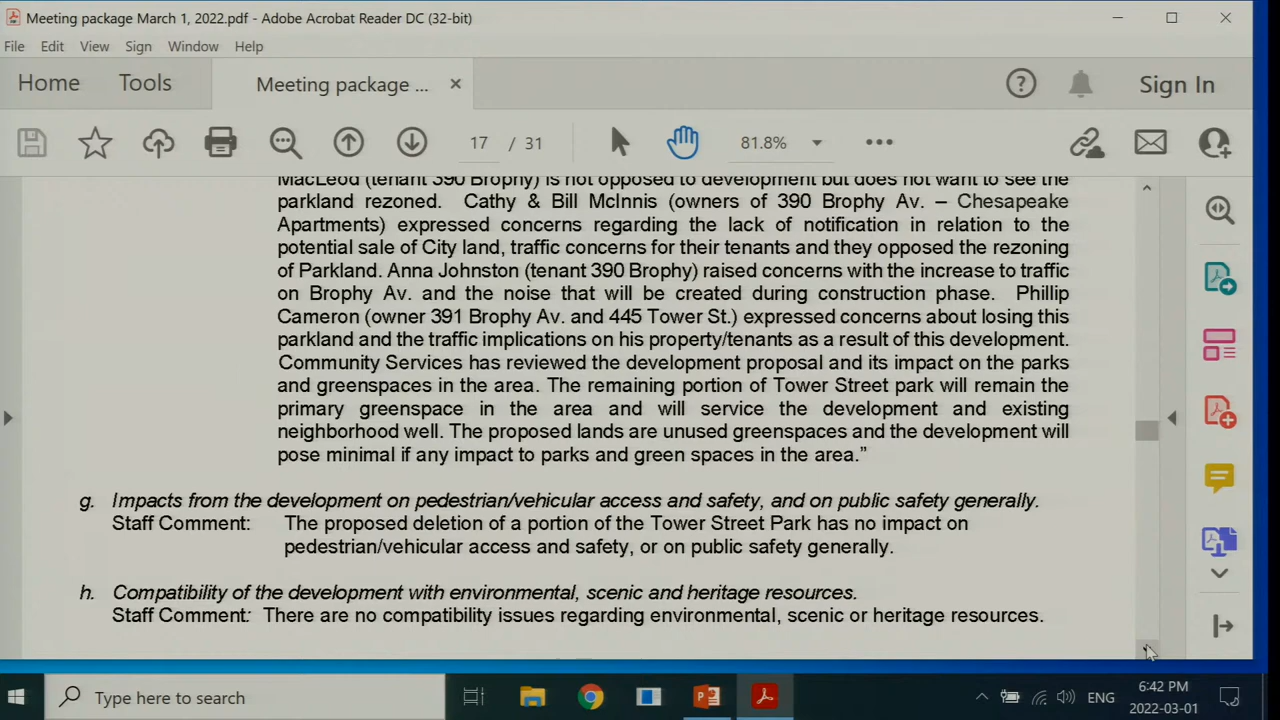 Meeting package March 1, 2022.pdf - Adobe Acrobat Reader DC (32-bit)
File Edit View Sign Window Help
Home Tools Meeting package ... Sign In
17 / 31 81.8%
MacLeod (tenant 390 Brophy) is not opposed to development but does not want to see the
parkland rezoned. Cathy & Bill McInnis (owners of 390 Brophy Av. – Chesapeake
Apartments) expressed concerns regarding the lack of notification in relation to the
potential sale of City land, traffic concerns for their tenants and they opposed the rezoning
of Parkland. Anna Johnston (tenant 390 Brophy) raised concerns with the increase to traffic
on Brophy Av. and the noise that will be created during construction phase. Phillip
Cameron (owner 391 Brophy Av. and 445 Tower St.) expressed concerns about losing this
parkland and the traffic implications on his property/tenants as a result of this development.
Community Services has reviewed the development proposal and its impact on the parks
and greenspaces in the area. The remaining portion of Tower Street park will remain the
primary greenspace in the area and will service the development and existing
neighborhood well. The proposed lands are unused greenspaces and the development will
pose minimal if any impact to parks and green spaces in the area.”
g. Impacts from the development on pedestrian/vehicular access and safety, and on public safety generally.
Staff Comment: The proposed deletion of a portion of the Tower Street Park has no impact on
pedestrian/vehicular access and safety, or on public safety generally.
h. Compatibility of the development with environmental, scenic and heritage resources.
Staff Comment: There are no compatibility issues regarding environmental, scenic or heritage resources.
Type here to search
ENG
6:42 PM
2022-03-01